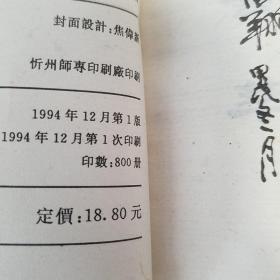 封面設計:焦偉
忻州師專印刷廠印刷
1994年12月第1版
1994年12月第1次印刷
印數:800册
定價:18.80元
翔